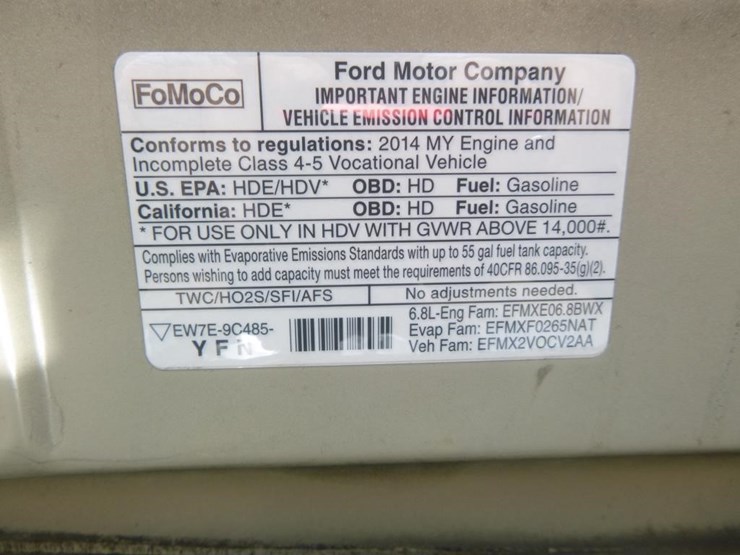 FoMoCo
Ford Motor Company
IMPORTANT ENGINE INFORMATION/
VEHICLE EMISSION CONTROL INFORMATION
Conforms to regulations: 2014 MY Engine and
Incomplete Class 4-5 Vocational Vehicle
U.S. EPA: HDE/HDV* OBD: HD Fuel: Gasoline
California: HDE* OBD: HD Fuel: Gasoline
* FOR USE ONLY IN HDV WITH GVWR ABOVE 14,000#.
Complies with Evaporative Emissions Standards with up to 55 gal fuel tank capacity.
Persons wishing to add capacity must meet the requirements of 40CFR 86.095-35(g)(2).
TWC/HO2S/SFI/AFS
No adjustments needed.
EW7E-9C485-
YFN
6.8L-Eng Fam: EFMXE06.8BWX
Evap Fam: EFMXF0265NAT
Veh Fam: EFMX2VOCV2AA